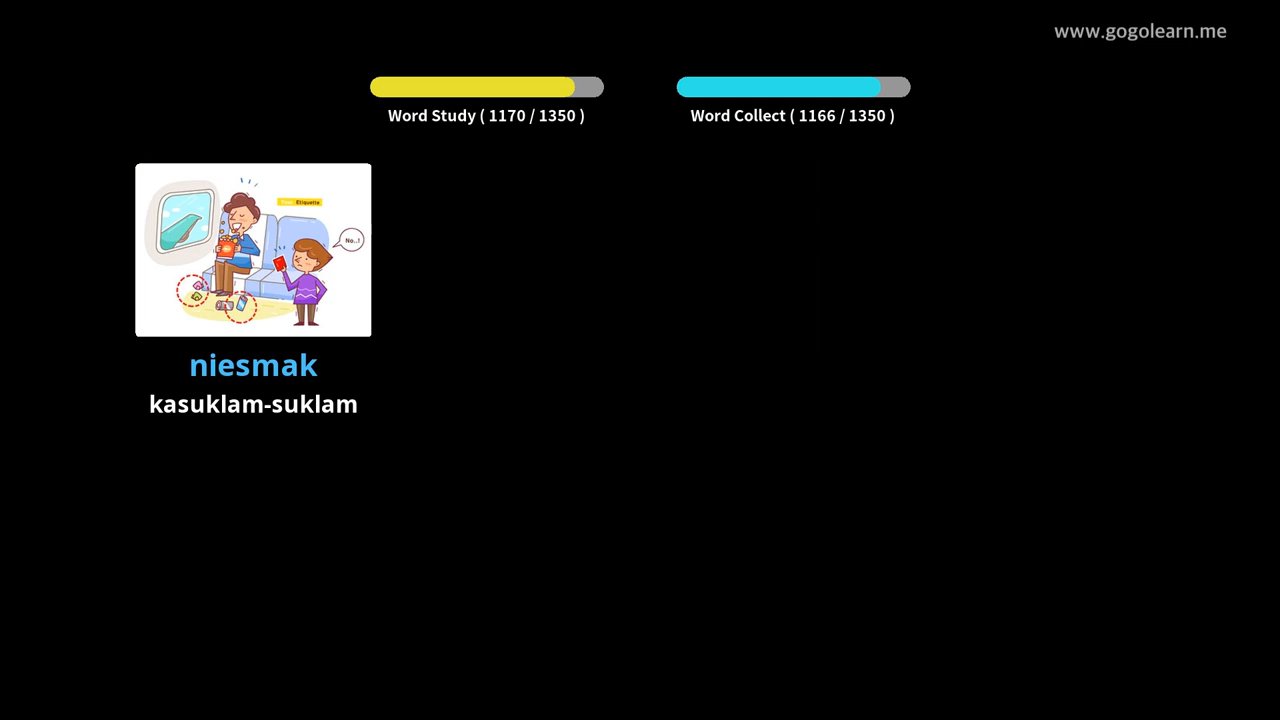 www.gogolearn.me
Word Study ( 1170 / 1350 )
Word Collect ( 1166 / 1350 )
Etiquette
No..!
niesmak
kasuklam-suklam